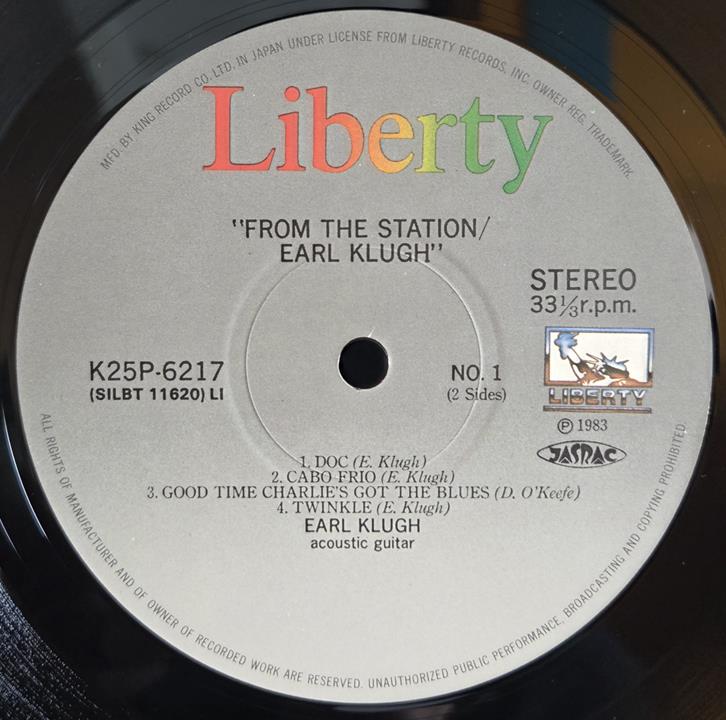 MFD. BY KING RECORD CO. LTD. IN JAPAN UNDER LICENSE FROM LIBERTY RECORDS, INC. OWNER REG. TRADEMARK.
Liberty
"FROM THE STATION/
EARL KLUGH"
STEREO
33 1/3 r.p.m.
K25P-6217
(SILBT 11620) LI
NO. 1
(2 Sides)
LIBERTY
Ⓟ 1983
JASRAC
1. DOC (E. Klugh)
2. CABO FRIO (E. Klugh)
3. GOOD TIME CHARLIE'S GOT THE BLUES (D. O'Keefe)
4. TWINKLE (E. Klugh)
EARL KLUGH
acoustic guitar
ALL RIGHTS OF MANUFACTURER AND OF OWNER OF RECORDED WORK ARE RESERVED. UNAUTHORIZED PUBLIC PERFORMANCE, BROADCASTING AND COPYING PROHIBITED.